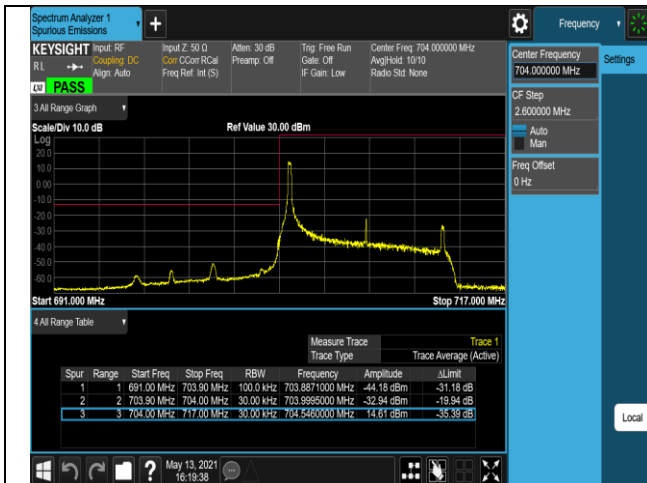 Spectrum Analyzer 1
Spurious Emissions
Frequency
KEYSIGHT
RL
LXI
PASS
Input: RF
Coupling: DC
Align: Auto
Input Z: 50 Ω
Corr CCorr RCal
Freq Ref: Int (S)
Atten: 30 dB
Preamp: Off
Trig: Free Run
Gate: Off
IF Gain: Low
Center Freq: 704.000000 MHz
Avg|Hold: 10/10
Radio Std: None
Center Frequency
704.000000 MHz
Settings
CF Step
2.600000 MHz
Auto
Man
Freq Offset
0 Hz
3 All Range Graph
Scale/Div 10.0 dB
Ref Value 30.00 dBm
Log
20.0
10.0
0.00
-10.0
-20.0
-30.0
-40.0
-50.0
-60.0
Start 691.000 MHz
Stop 717.000 MHz
4 All Range Table
Measure Trace Trace 1
Trace Type Trace Average (Active)
Spur Range Start Freq Stop Freq RBW Frequency Amplitude ΔLimit
1 1 691.00 MHz 703.90 MHz 100.0 kHz 703.8871000 MHz -44.18 dBm -31.18 dB
2 2 703.90 MHz 704.00 MHz 30.00 kHz 703.9995000 MHz -32.94 dBm -19.94 dB
3 3 704.00 MHz 717.00 MHz 30.00 kHz 704.5460000 MHz 14.61 dBm -35.39 dB
Local
?
May 13, 2021
16:19:38